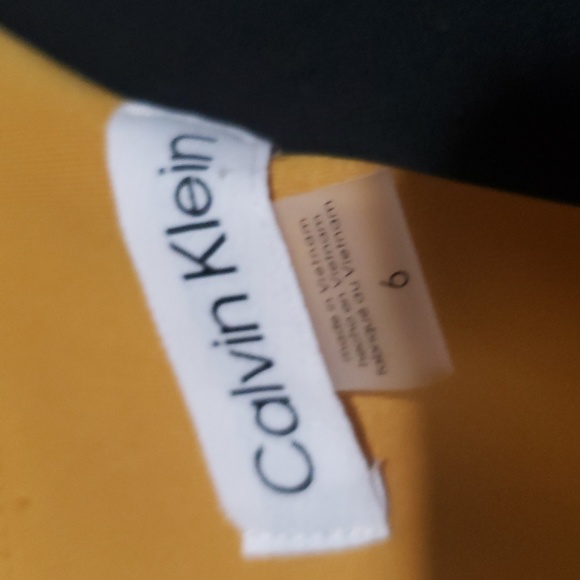 Calvin Klein
made in Vietnam
hecho en Vietnam
fabriqué au Vietnam
6